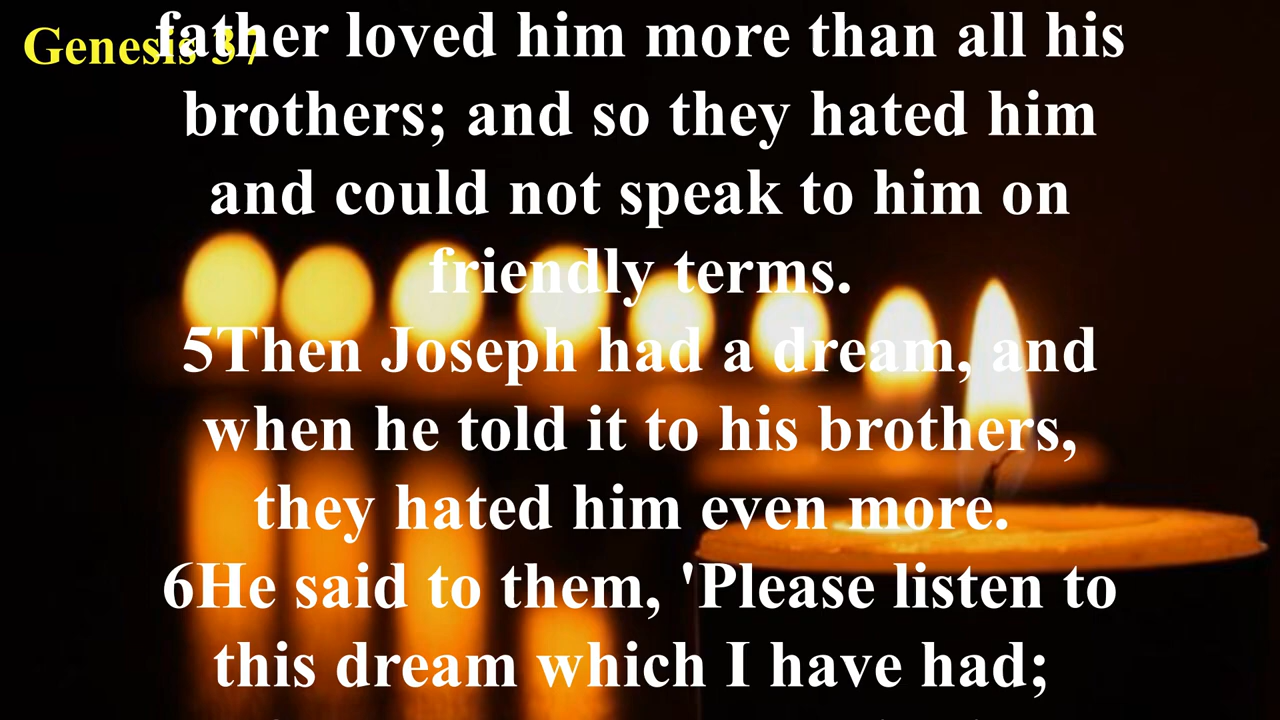 Genesis 37
father loved him more than all his
brothers; and so they hated him
and could not speak to him on
friendly terms.
5Then Joseph had a dream, and
when he told it to his brothers,
they hated him even more.
6He said to them, 'Please listen to
this dream which I have had;